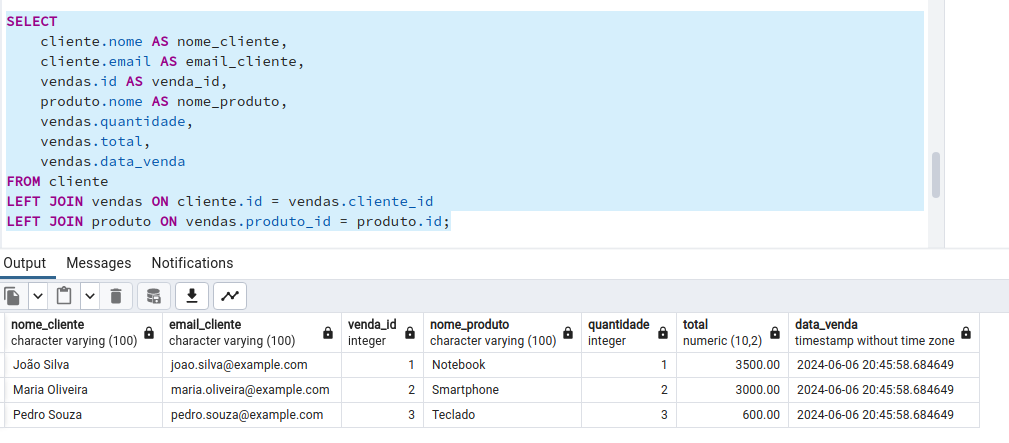 SELECT
    cliente.nome AS nome_cliente,
    cliente.email AS email_cliente,
    vendas.id AS venda_id,
    produto.nome AS nome_produto,
    vendas.quantidade,
    vendas.total,
    vendas.data_venda
FROM cliente
LEFT JOIN vendas ON cliente.id = vendas.cliente_id
LEFT JOIN produto ON vendas.produto_id = produto.id;
Output Messages Notifications
nome_cliente email_cliente venda_id nome_produto quantidade total data_venda
character varying (100) character varying (100) integer character varying (100) integer numeric (10,2) timestamp without time zone
João Silva joao.silva@example.com 1 Notebook 1 3500.00 2024-06-06 20:45:58.684649
Maria Oliveira maria.oliveira@example.com 2 Smartphone 2 3000.00 2024-06-06 20:45:58.684649
Pedro Souza pedro.souza@example.com 3 Teclado 3 600.00 2024-06-06 20:45:58.684649